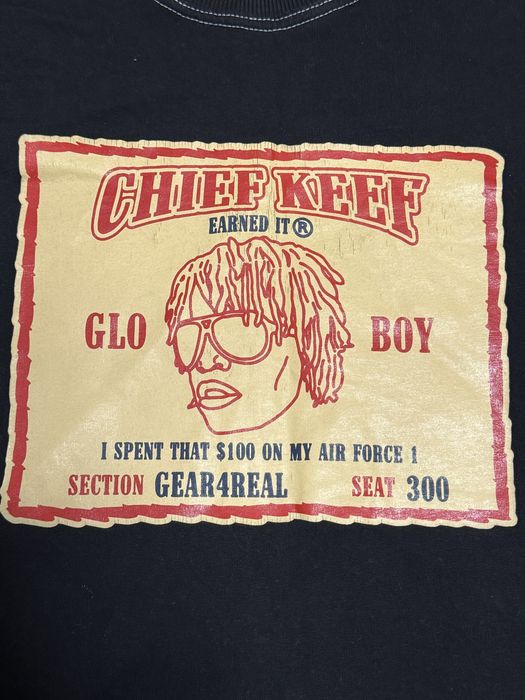 CHIEF KEEF
EARNED IT®
GLO BOY
I SPENT THAT $100 ON MY AIR FORCE 1
SECTION GEAR4REAL SEAT 300